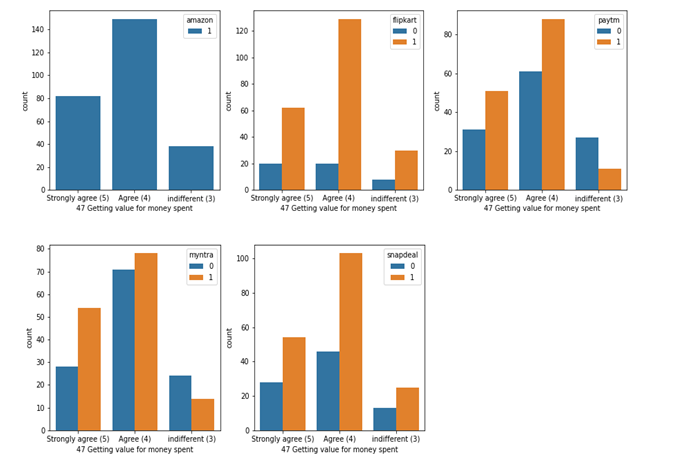 amazon
1
140
120
100
80
60
40
20
0
count
Strongly agree (5) Agree (4) indifferent (3)
47 Getting value for money spent
flipkart
0
1
120
100
80
60
40
20
0
count
Strongly agree (5) Agree (4) indifferent (3)
47 Getting value for money spent
paytm
0
1
80
60
40
20
0
count
Strongly agree (5) Agree (4) indifferent (3)
47 Getting value for money spent
myntra
0
1
80
70
60
50
40
30
20
10
0
count
Strongly agree (5) Agree (4) indifferent (3)
47 Getting value for money spent
snapdeal
0
1
100
80
60
40
20
0
count
Strongly agree (5) Agree (4) indifferent (3)
47 Getting value for money spent